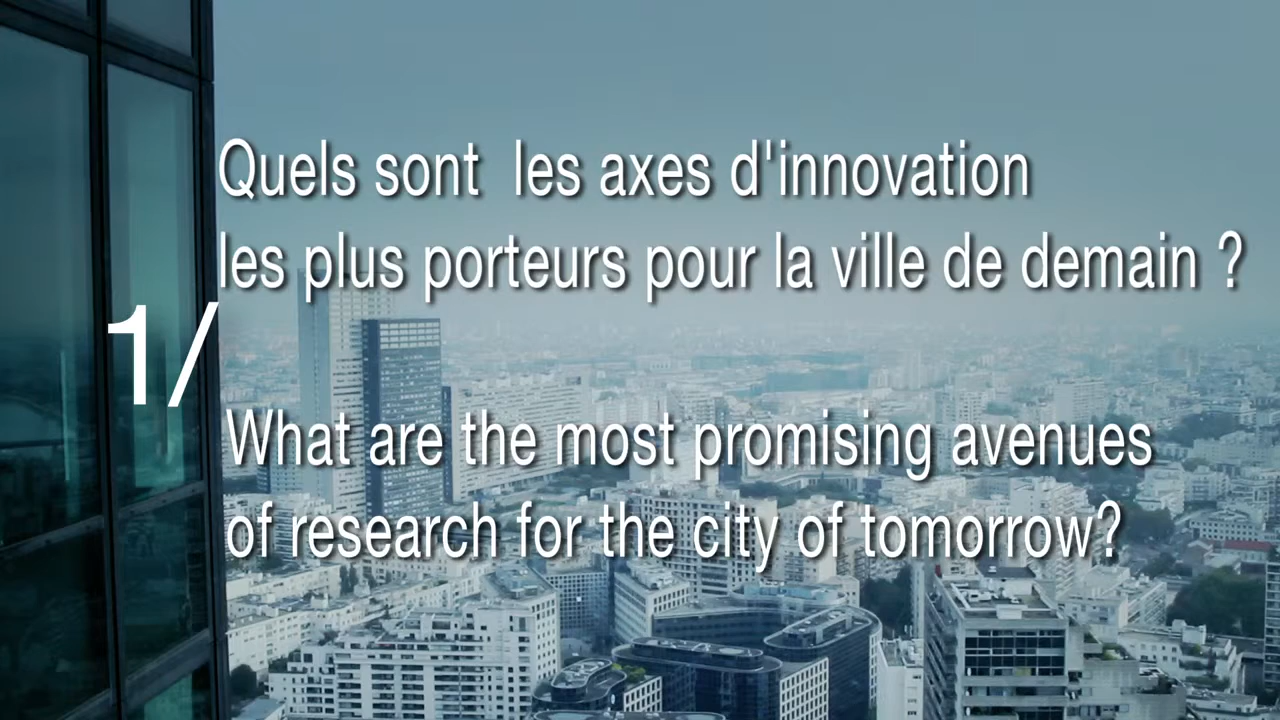 Quels sont  les axes d'innovation
les plus porteurs pour la ville de demain ?
1/
What are the most promising avenues
of research for the city of tomorrow?